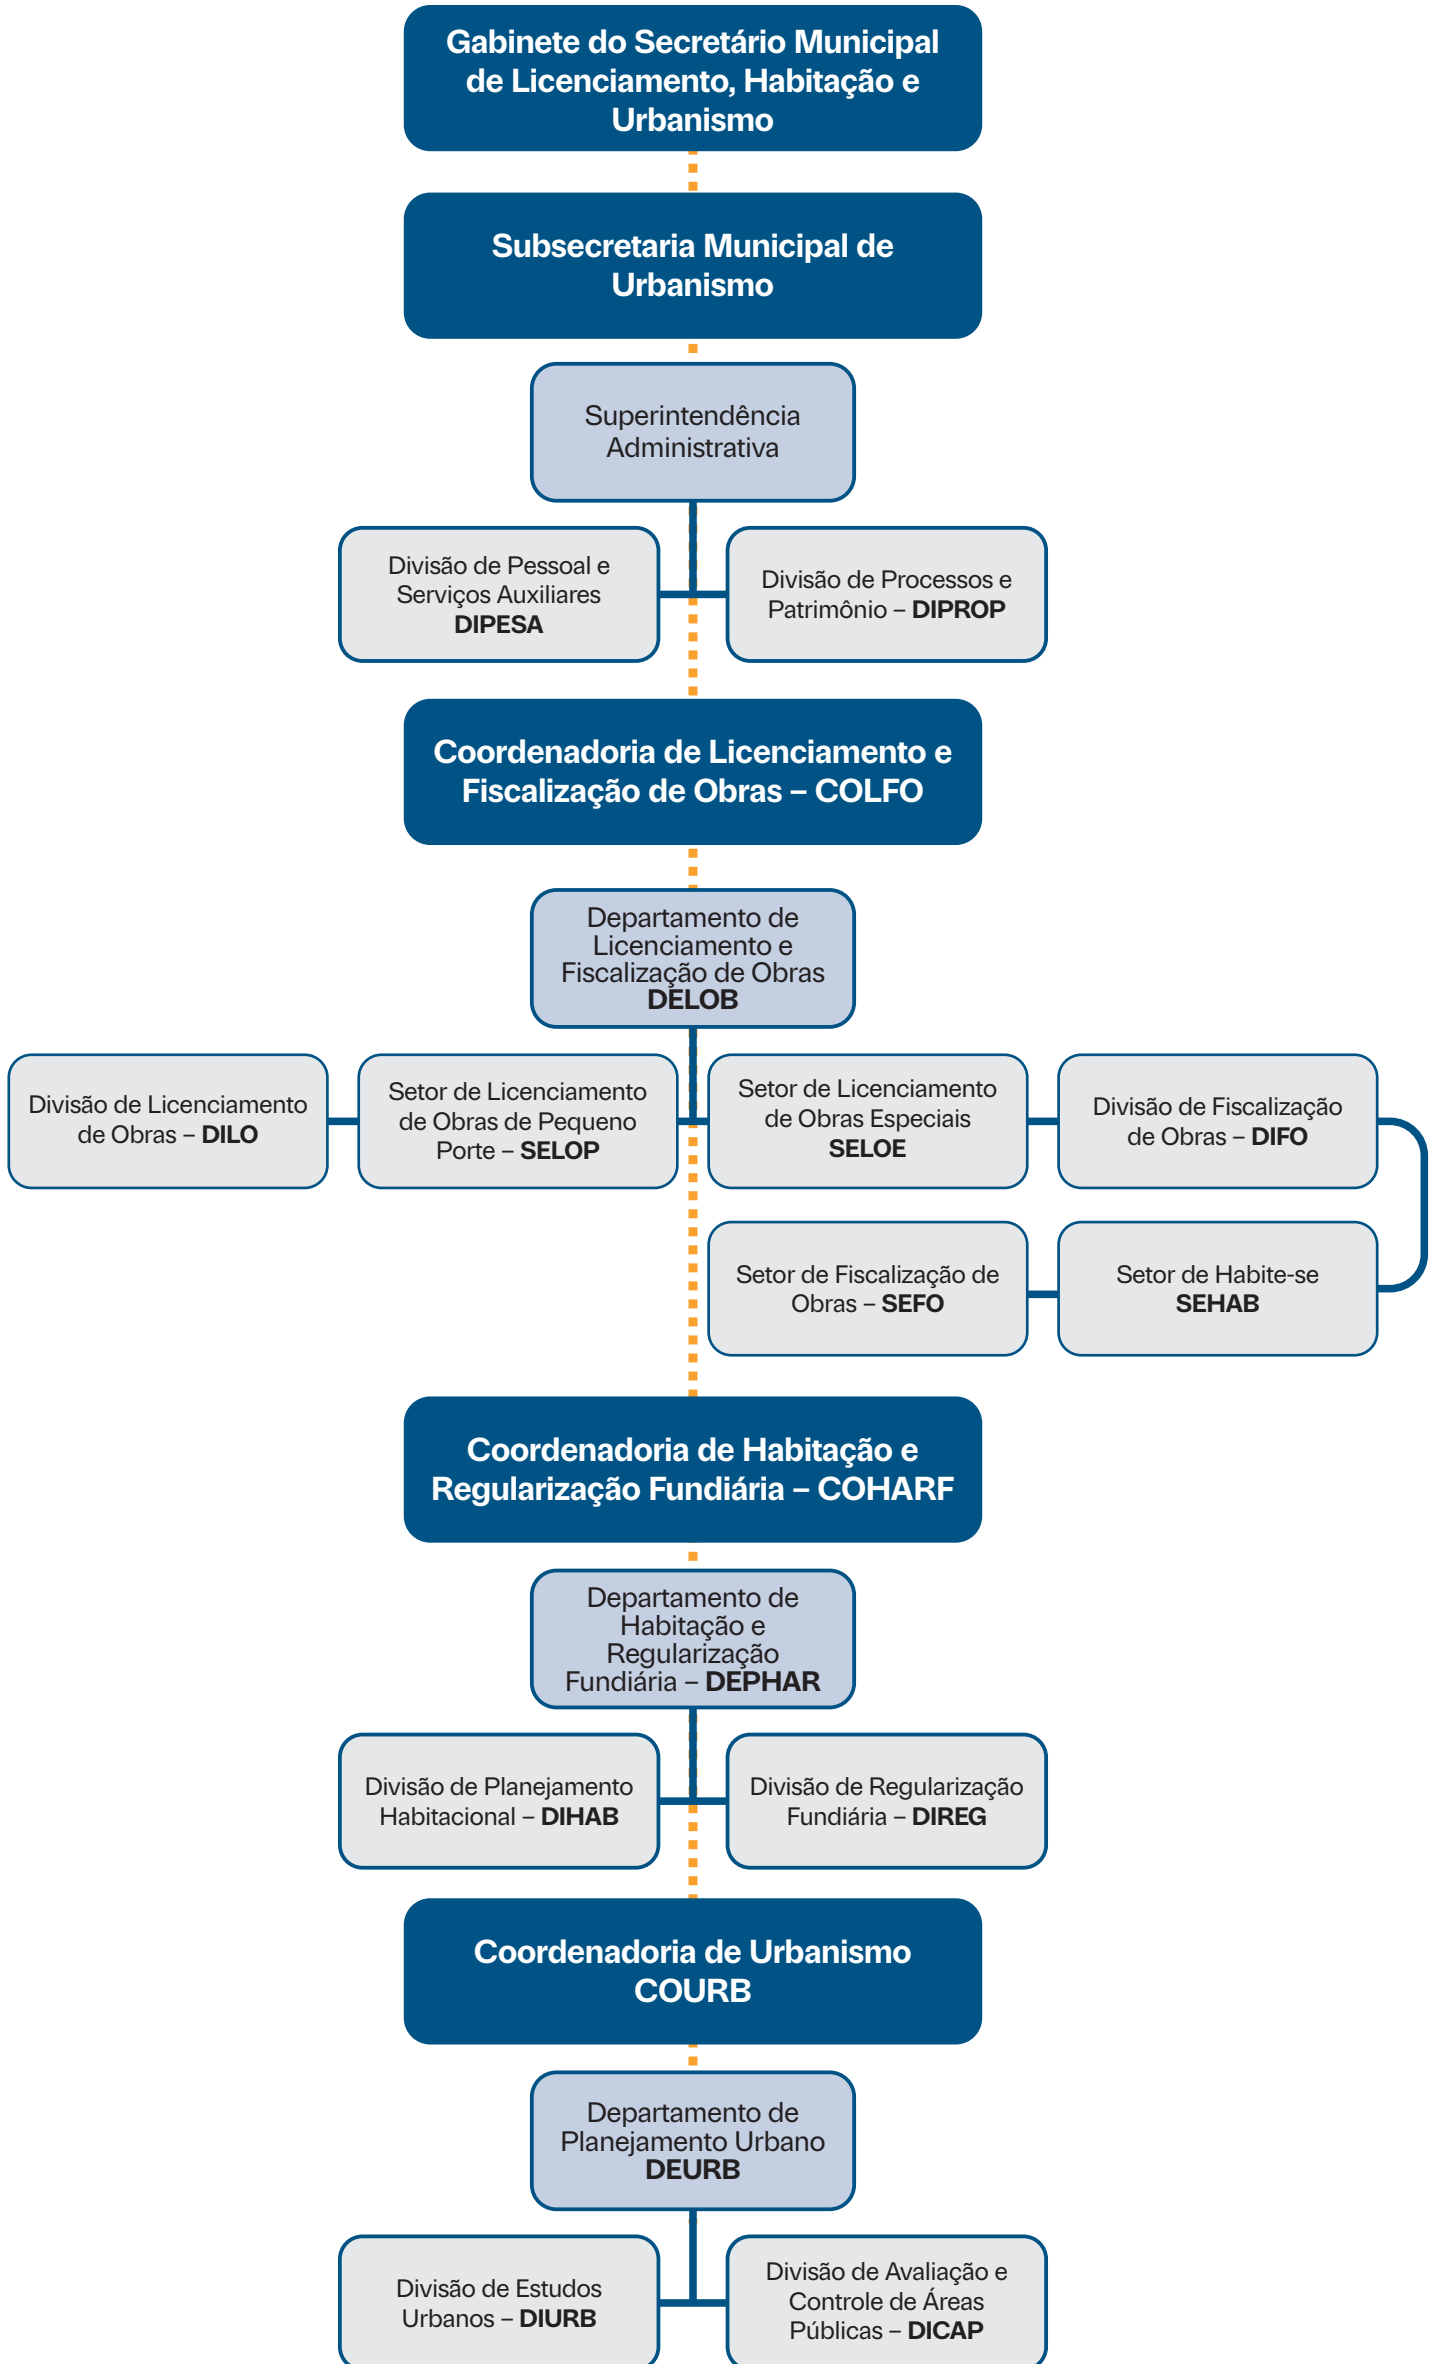 Gabinete do Secretário Municipal
de Licenciamento, Habitação e
Urbanismo
Subsecretaria Municipal de
Urbanismo
Superintendência
Administrativa
Divisão de Pessoal e
Serviços Auxiliares
DIPESA
Divisão de Processos e
Patrimônio – DIPROP
Coordenadoria de Licenciamento e
Fiscalização de Obras – COLFO
Departamento de
Licenciamento e
Fiscalização de Obras
DELOB
Divisão de Licenciamento
de Obras – DILO
Setor de Licenciamento
de Obras de Pequeno
Porte – SELOP
Setor de Licenciamento
de Obras Especiais
SELOE
Divisão de Fiscalização
de Obras – DIFO
Setor de Fiscalização de
Obras – SEFO
Setor de Habite-se
SEHAB
Coordenadoria de Habitação e
Regularização Fundiária – COHARF
Departamento de
Habitação e
Regularização
Fundiária – DEPHAR
Divisão de Planejamento
Habitacional – DIHAB
Divisão de Regularização
Fundiária – DIREG
Coordenadoria de Urbanismo
COURB
Departamento de
Planejamento Urbano
DEURB
Divisão de Estudos
Urbanos – DIURB
Divisão de Avaliação e
Controle de Áreas
Públicas – DICAP